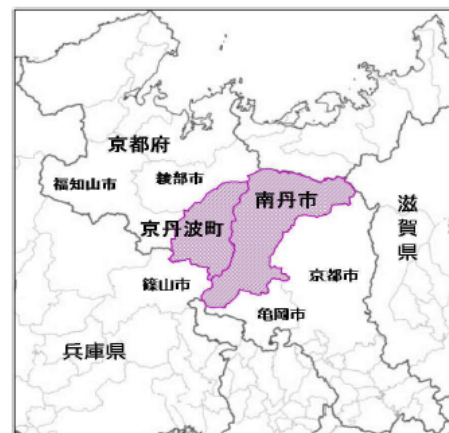 京都府
福知山市
綾部市
南丹市
京丹波町
滋賀県
篠山市
京都市
亀岡市
兵庫県